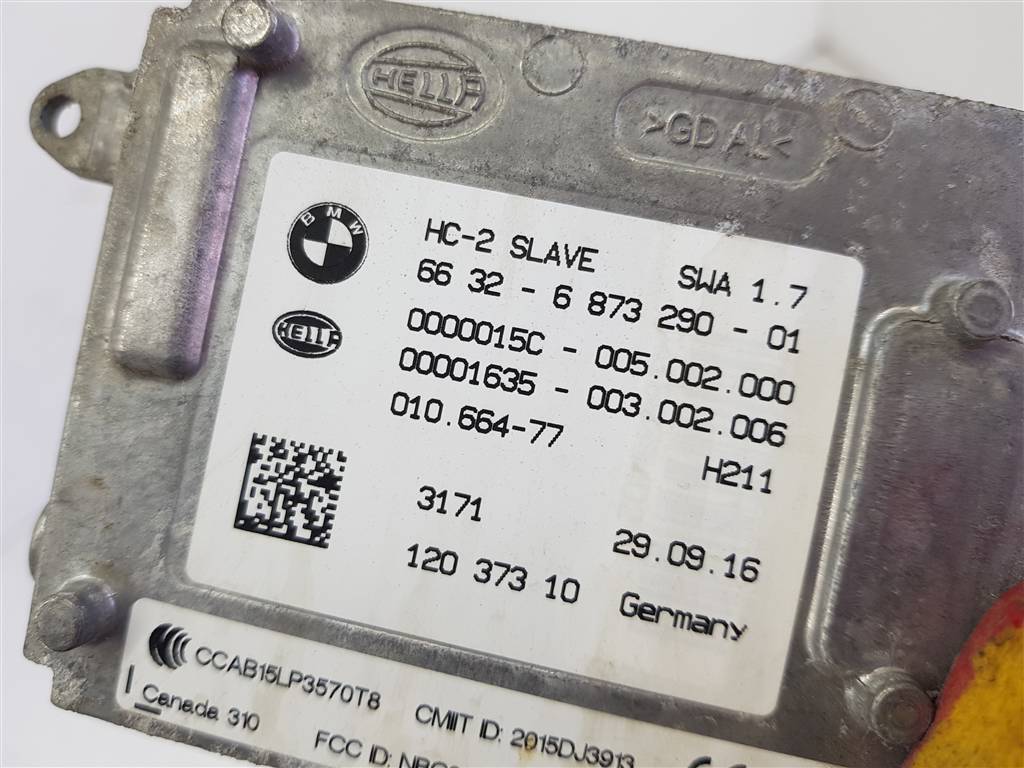 HELLA
>GD AL<
BMW
HC-2 SLAVE SWA 1.7
66 32 - 6 873 290 - 01
HELLA
0000015C - 005.002.000
00001635 - 003.002.006
010.664-77
H211
3171 29.09.16
120 373 10 Germany
CCAB15LP3570T8
Canada 310
CMIIT ID: 2015DJ3913
FCC ID: